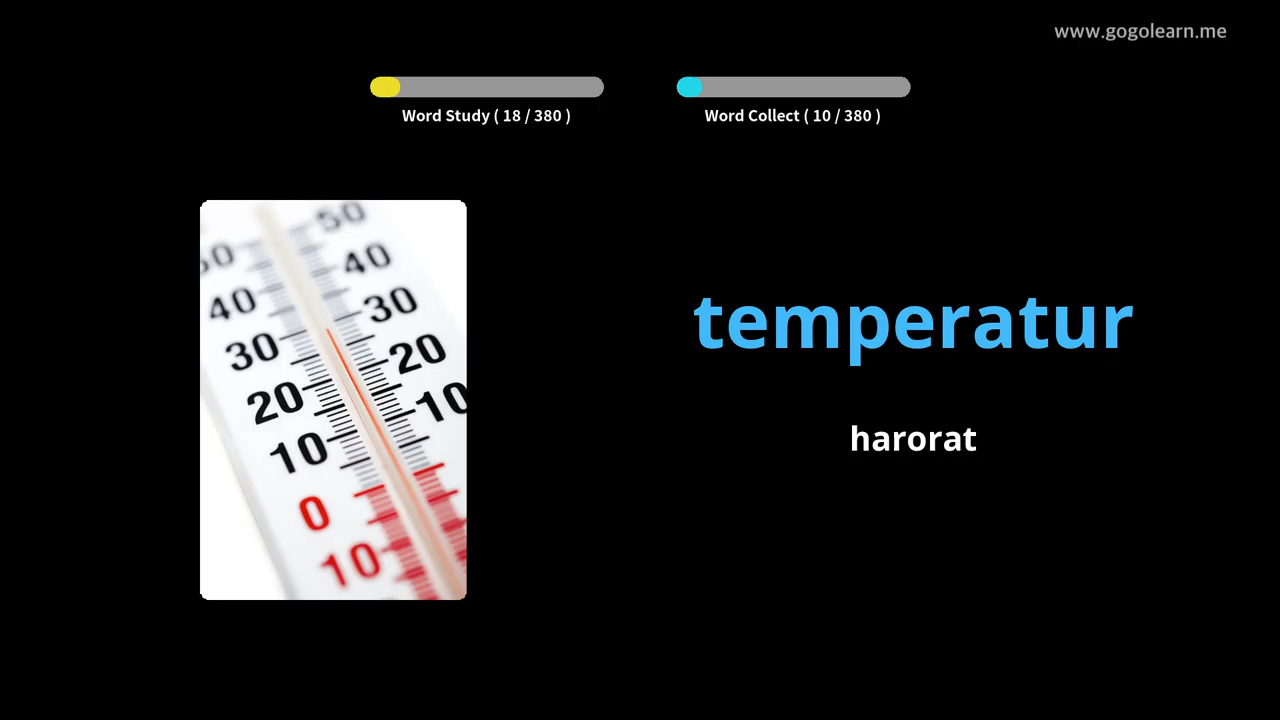 www.gogolearn.me
Word Study ( 18 / 380 )
Word Collect ( 10 / 380 )
50
50
40
40
30
30
20
20
10
10
0
10
temperatur
harorat